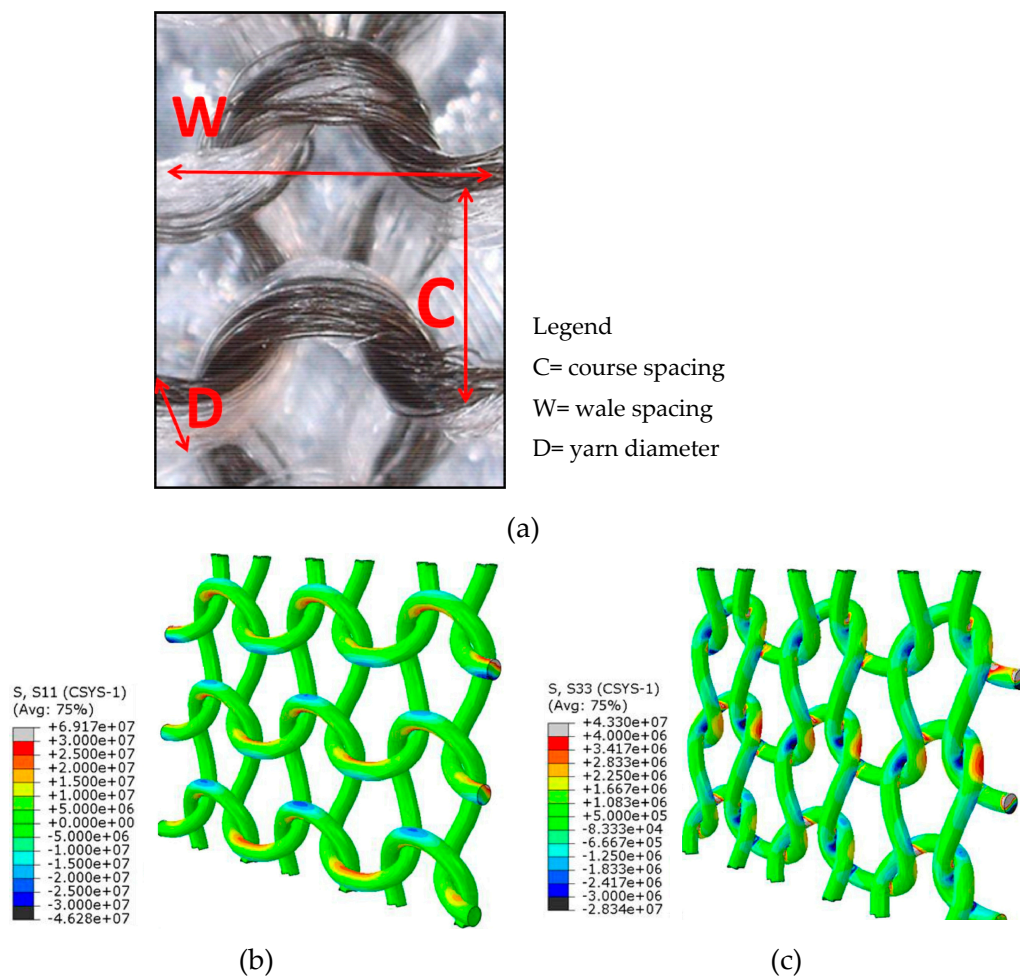 W
C
D
Legend
C= course spacing
W= wale spacing
D= yarn diameter
(a)
S, S11 (CSYS-1)
(Avg: 75%)
+6.917e+07
+3.000e+07
+2.500e+07
+2.000e+07
+1.500e+07
+1.000e+07
+5.000e+06
+0.000e+00
-5.000e+06
-1.000e+07
-1.500e+07
-2.000e+07
-2.500e+07
-3.000e+07
-4.628e+07
(b)
S, S33 (CSYS-1)
(Avg: 75%)
+4.330e+07
+4.000e+06
+3.417e+06
+2.833e+06
+2.250e+06
+1.667e+06
+1.083e+06
+5.000e+05
-8.333e+04
-6.667e+05
-1.250e+06
-1.833e+06
-2.417e+06
-3.000e+06
-2.834e+07
(c)